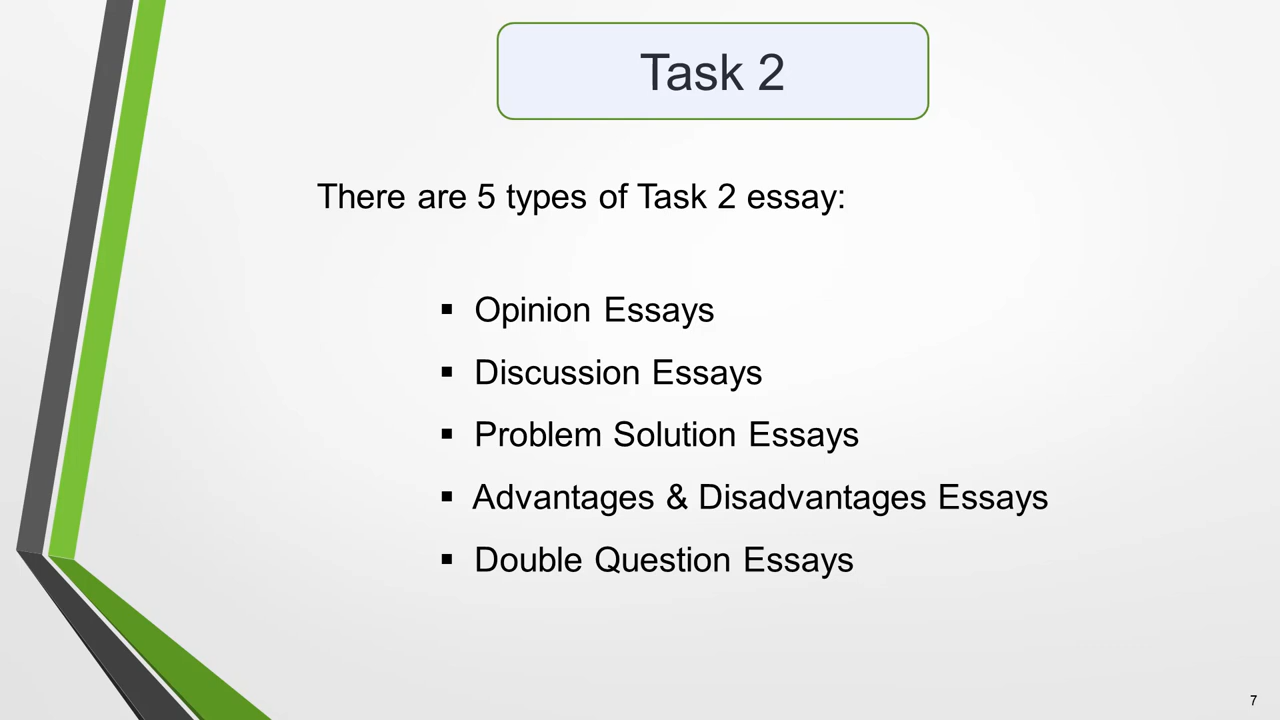 Task 2
There are 5 types of Task 2 essay:
▪ Opinion Essays
▪ Discussion Essays
▪ Problem Solution Essays
▪ Advantages & Disadvantages Essays
▪ Double Question Essays
7